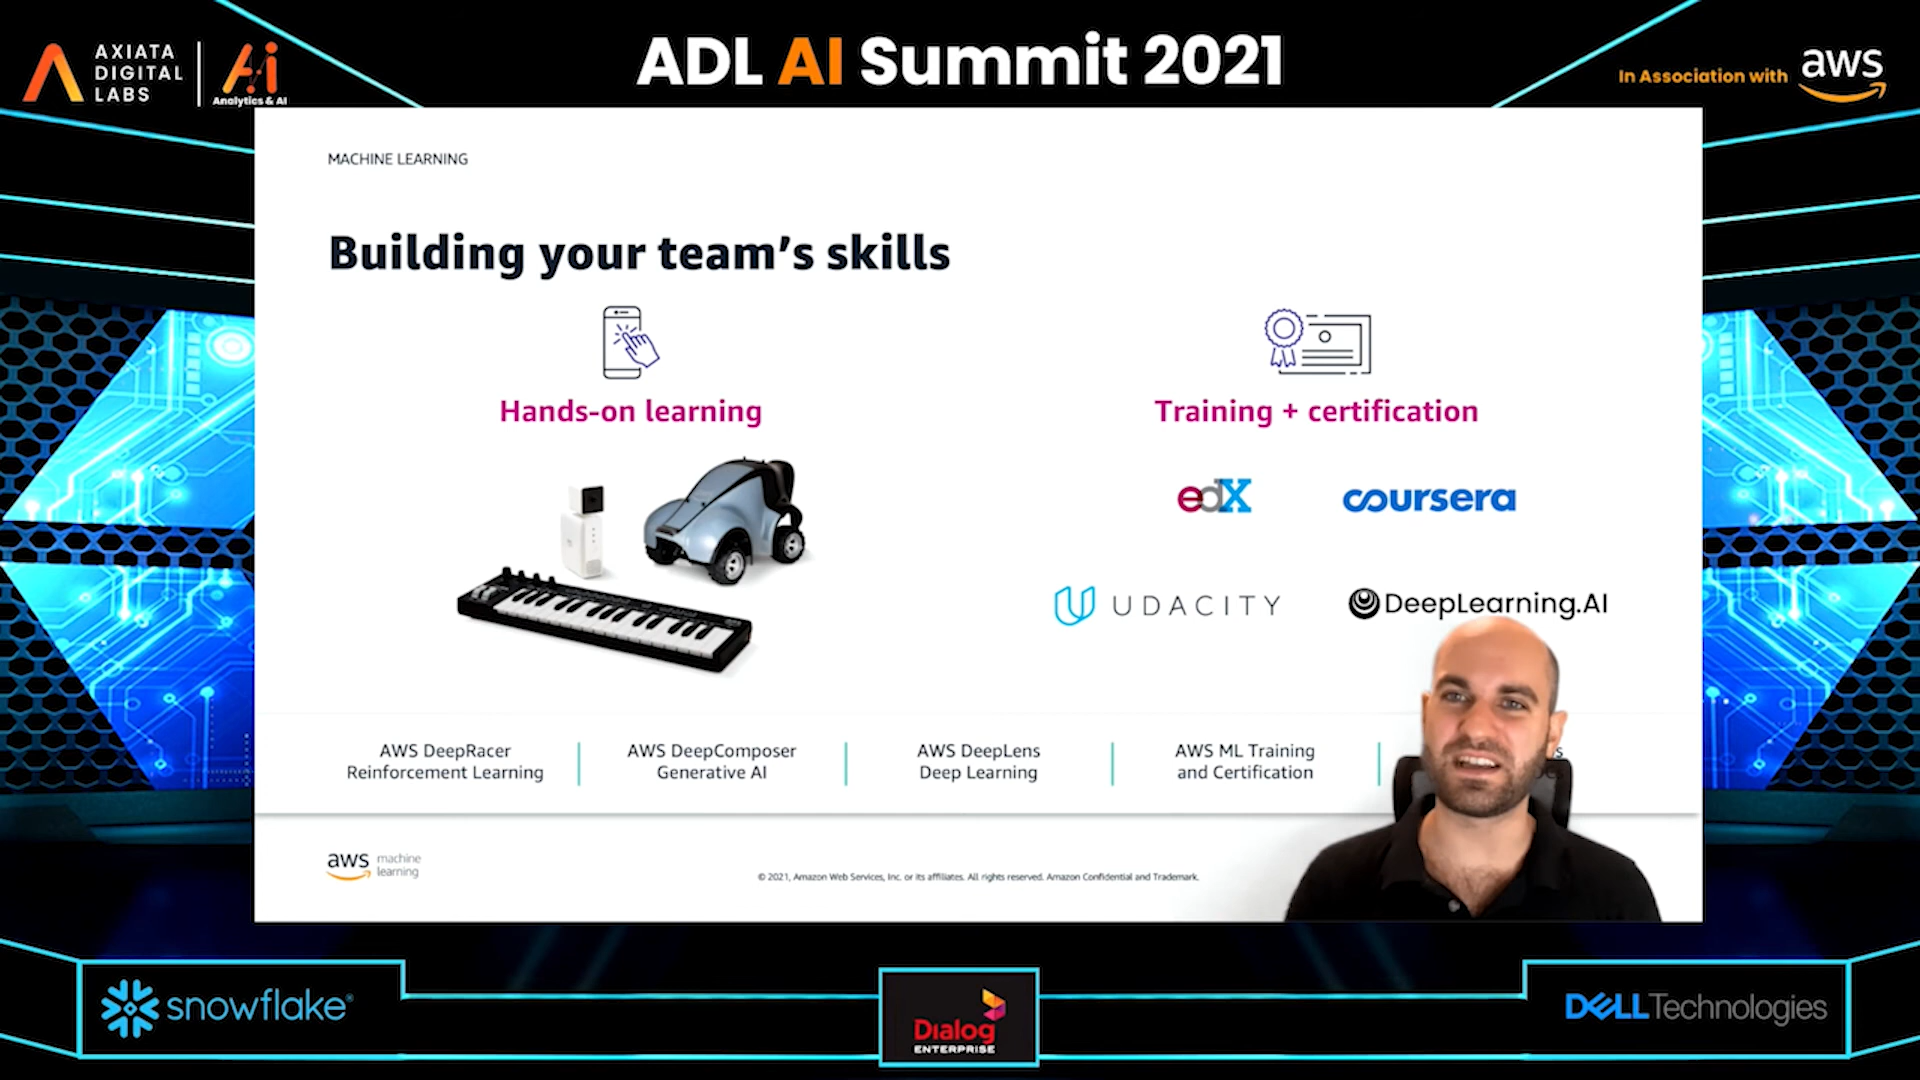 AXIATA
DIGITAL
LABS
Ai
Analytics & AI
ADL AI Summit 2021
In Association with aws
MACHINE LEARNING
Building your team's skills
Hands-on learning
Training + certification
edX
coursera
UDACITY
DeepLearning.AI
AWS DeepRacer
Reinforcement Learning
AWS DeepComposer
Generative AI
AWS DeepLens
Deep Learning
AWS ML Training
and Certification
aws machine
learning
© 2021, Amazon Web Services, Inc. or its affiliates. All rights reserved. Amazon Confidential and Trademark.
snowflake®
Dialog
ENTERPRISE
DELL Technologies